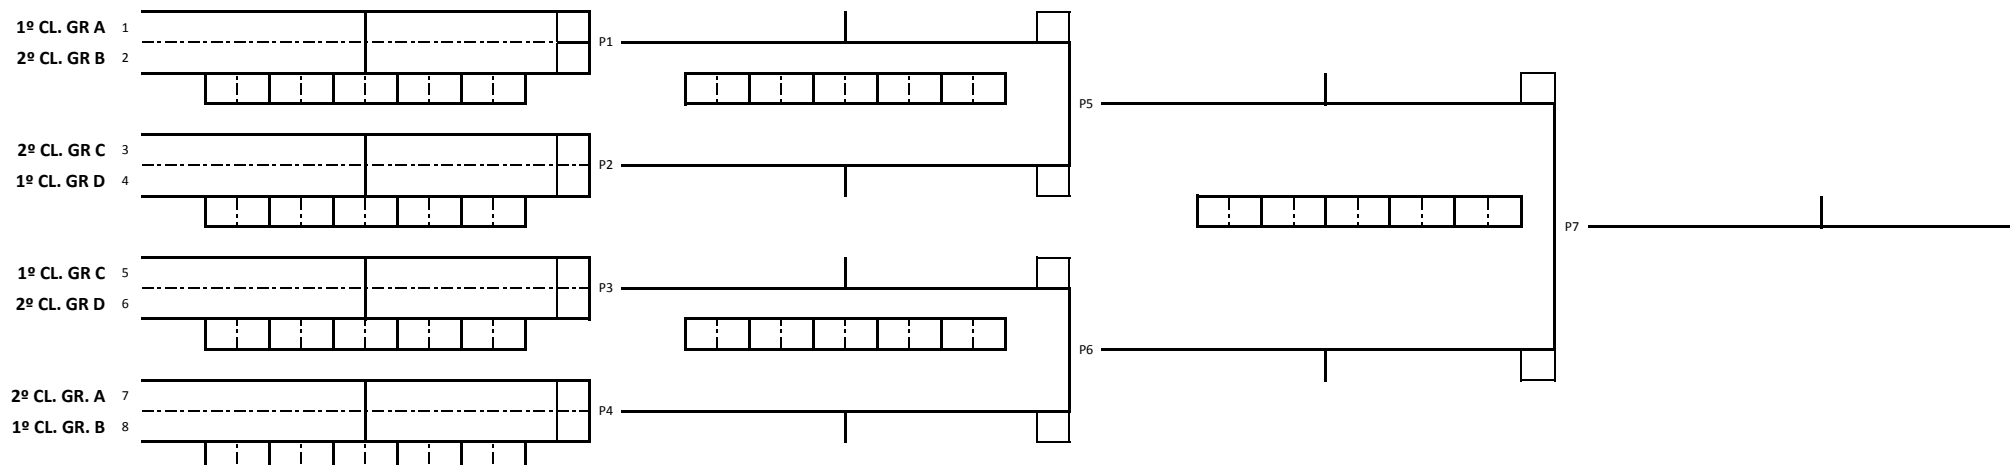 1º CL. GR A 1
2º CL. GR B 2
P1
2º CL. GR C 3
1º CL. GR D 4
P2
P5
1º CL. GR C 5
2º CL. GR D 6
P3
2º CL. GR. A 7
1º CL. GR. B 8
P4
P6
P7